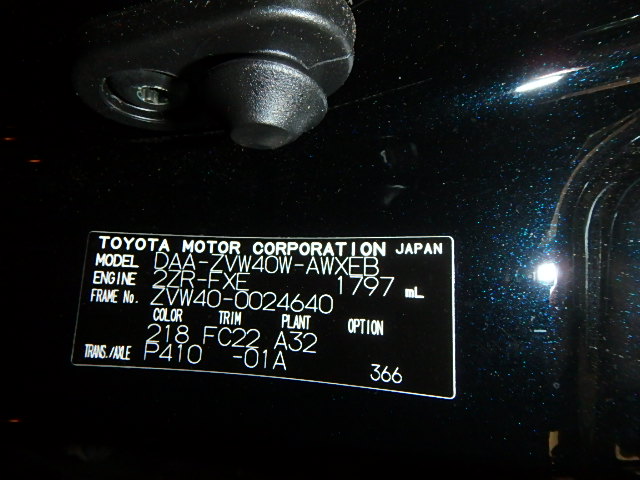 TOYOTA MOTOR CORPORATION JAPAN
MODEL DAA-ZVW40W-AWXEB
ENGINE 2ZR-FXE 1797 mL
FRAME No. ZVW40-0024640
COLOR TRIM PLANT OPTION
218 FC22 A32
TRANS./AXLE P410 -01A
366